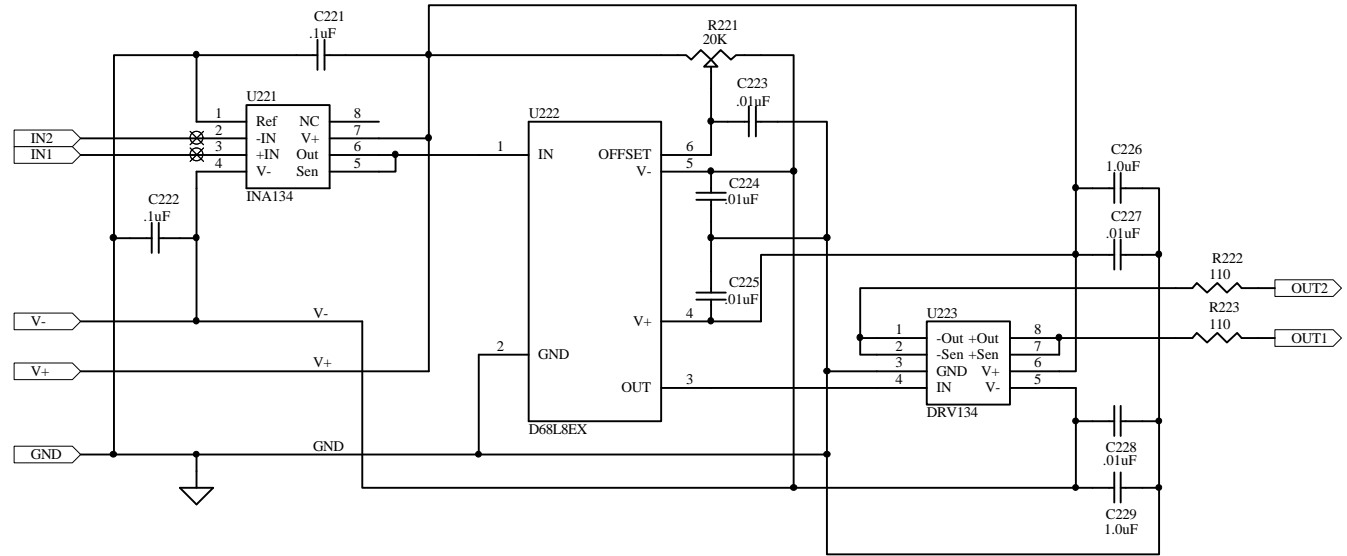 C221
.1uF
R221
20K
C223
.01uF
U221
1 Ref NC 8
2 -IN V+ 7
3 +IN Out 6
4 V- Sen 5
INA134
IN2
IN1
C222
.1uF
U222
1 IN OFFSET 6
V- 5
V+ 4
2 GND
OUT 3
D68L8EX
C224
.01uF
C225
.01uF
C226
1.0uF
C227
.01uF
R222
110
OUT2
R223
110
OUT1
U223
1 -Out +Out 8
2 -Sen +Sen 7
3 GND V+ 6
4 IN V- 5
DRV134
C228
.01uF
C229
1.0uF
V- V-
V+ V+
GND GND